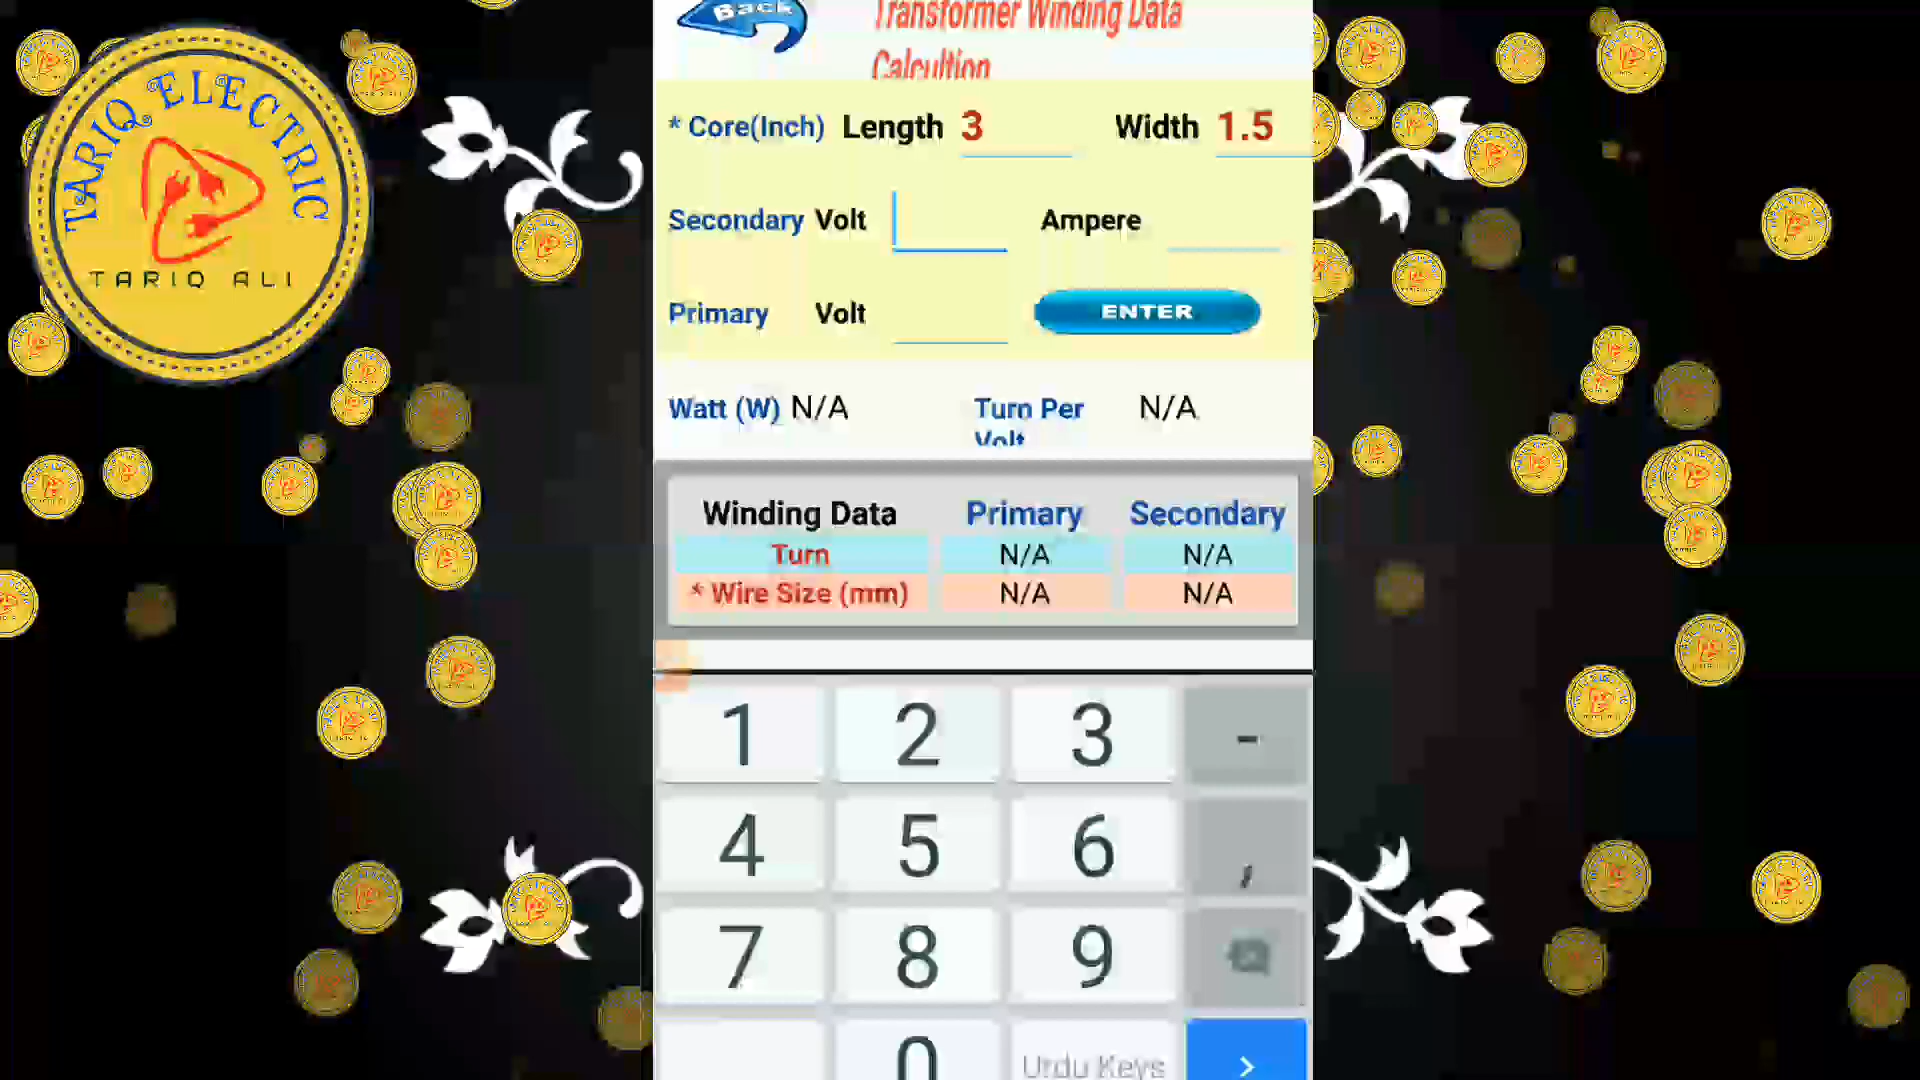 TARIQ ELECTRIC
TARIQ ALI
Back
Transformer Winding Data
Calcultion
* Core(Inch) Length 3 Width 1.5
Secondary Volt Ampere
Primary Volt ENTER
Watt (W) N/A Turn Per Volt N/A
Winding Data Primary Secondary
Turn N/A N/A
* Wire Size (mm) N/A N/A
1 2 3 -
4 5 6 ,
7 8 9
0 Urdu Keys >